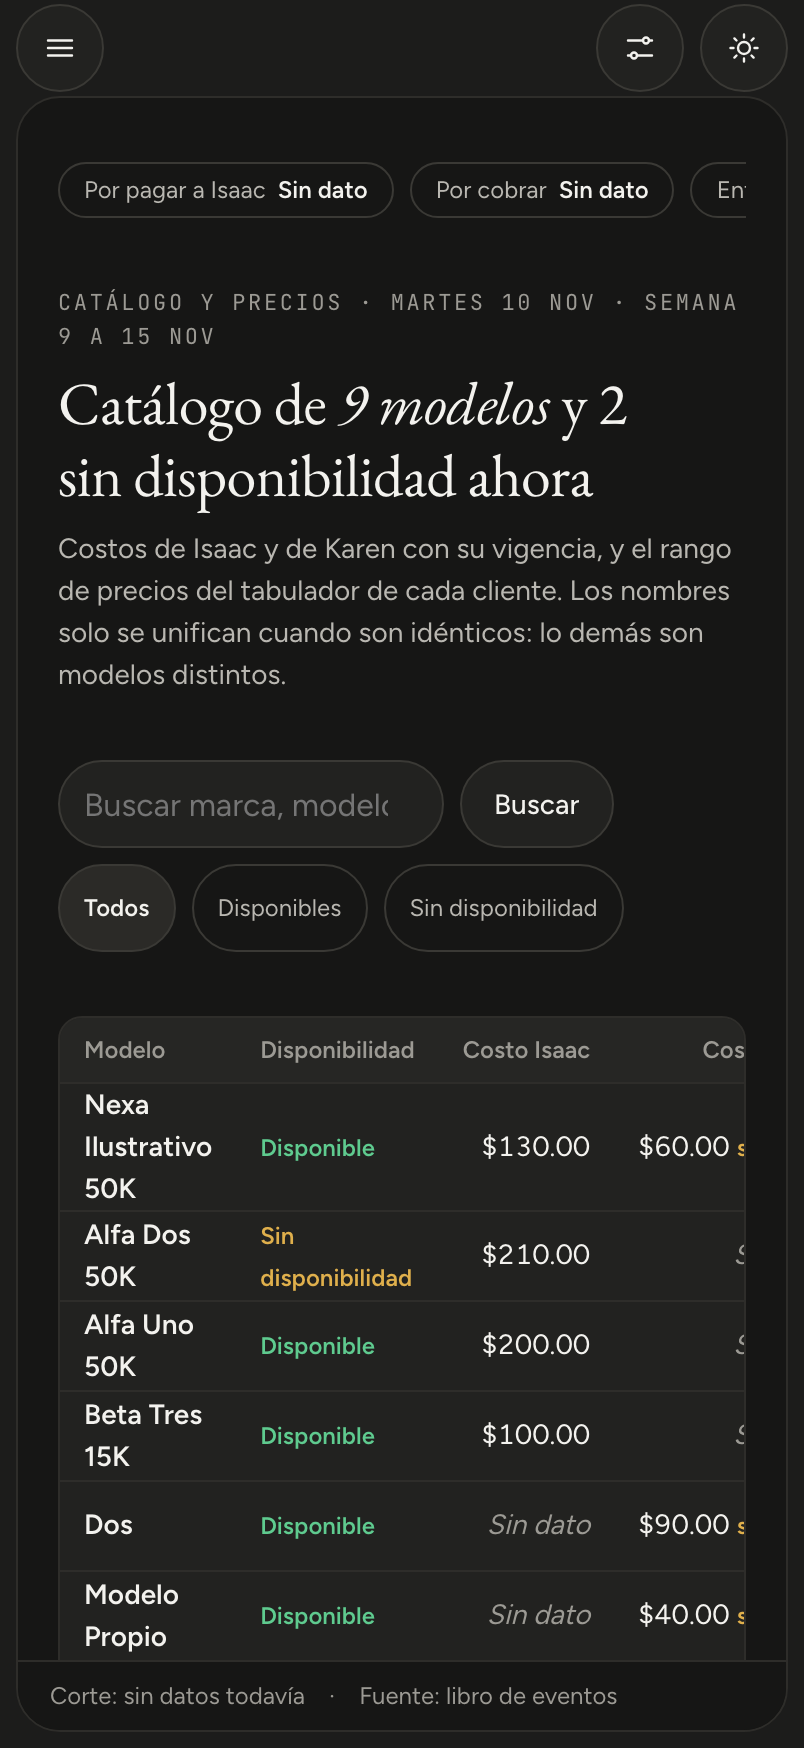 Por pagar a Isaac Sin dato Por cobrar Sin dato
CATÁLOGO Y PRECIOS · MARTES 10 NOV · SEMANA
9 A 15 NOV
Catálogo de 9 modelos y 2
sin disponibilidad ahora
Costos de Isaac y de Karen con su vigencia, y el rango
de precios del tabulador de cada cliente. Los nombres
solo se unifican cuando son idénticos: lo demás son
modelos distintos.
Buscar marca, Buscar
Todos Disponibles Sin disponibilidad
Modelo Disponibilidad Costo Isaac
Nexa
Ilustrativo
50K
Disponible $130.00 $60.00
Alfa Dos
50K
Sin
disponibilidad
$210.00
Alfa Uno
50K
Disponible $200.00
Beta Tres
15K
Disponible $100.00
Dos Disponible Sin dato $90.00
Modelo
Propio
Disponible Sin dato $40.00
Corte: sin datos todavía · Fuente: libro de eventos